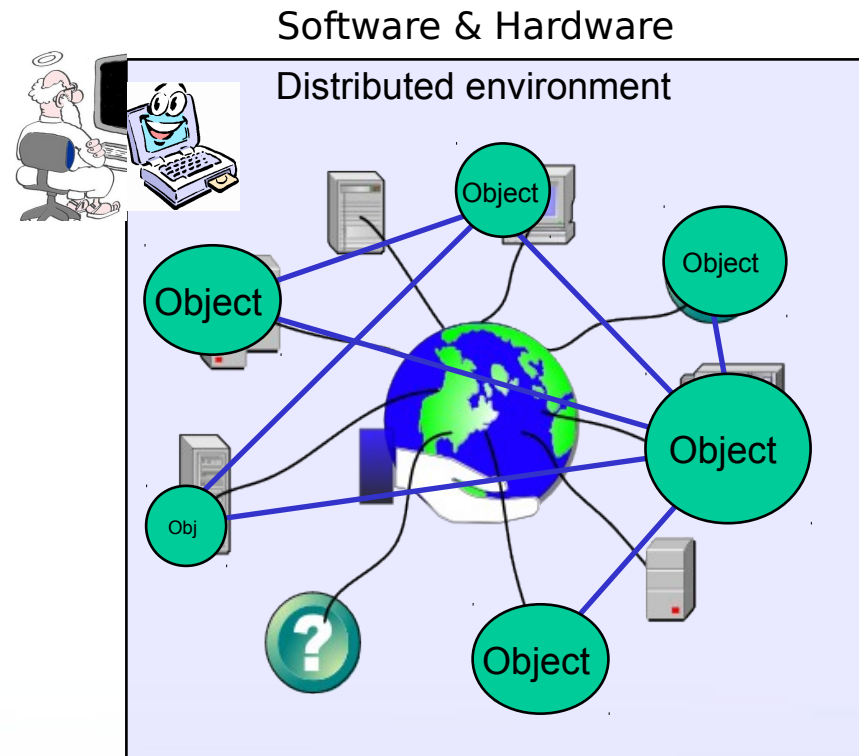 Software & Hardware
Distributed environment
Object
Object
Object
Object
Obj
?
Object